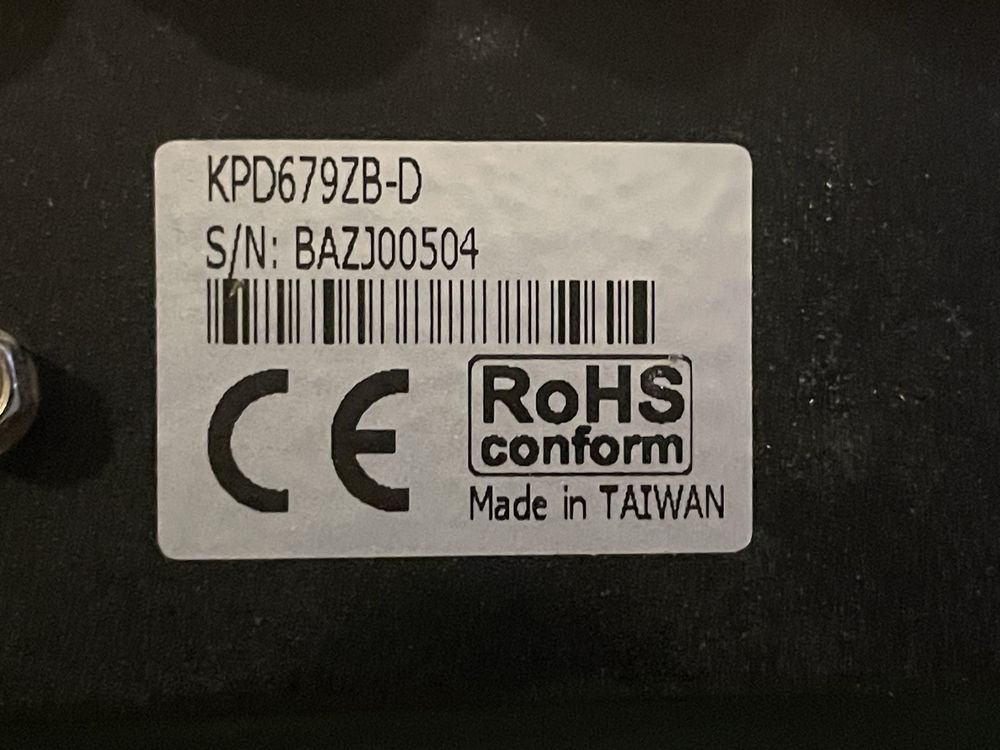 KPD679ZB-D
S/N: BAZJ00504
CE
RoHS
conform
Made in TAIWAN